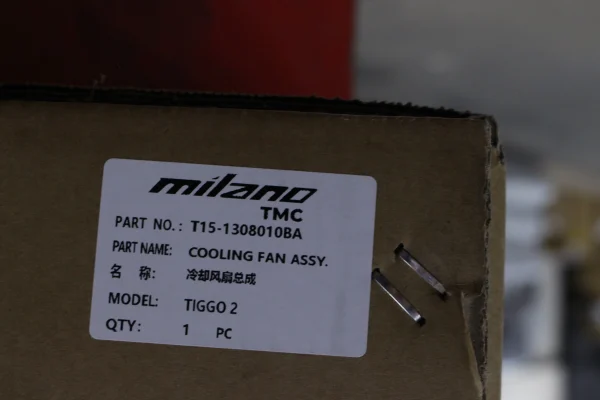 milano
TMC
PART NO.: T15-1308010BA
PART NAME: COOLING FAN ASSY.
名 称: 冷却风扇总成
MODEL: TIGGO 2
QTY: 1 PC